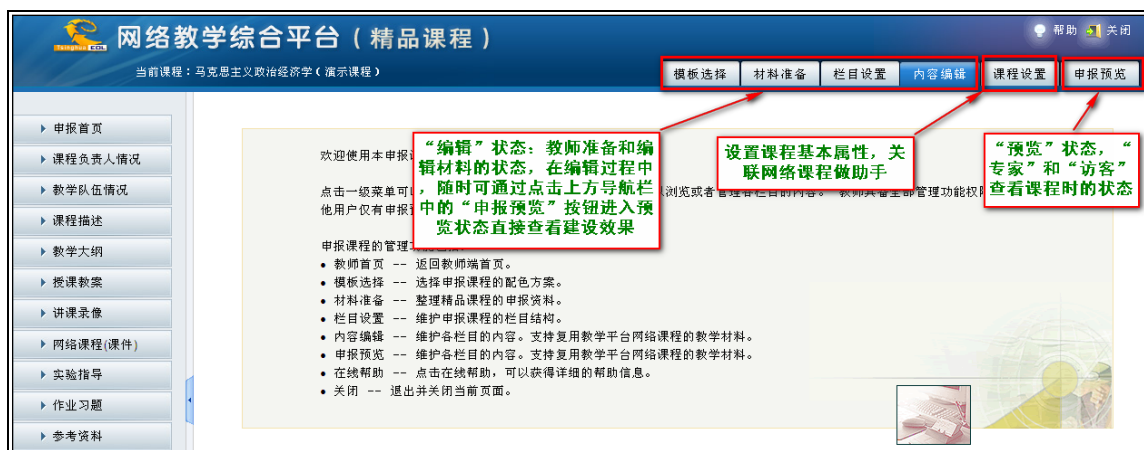 网络教学综合平台(精品课程)
帮助 关闭
当前课程:马克思主义政治经济学(演示课程)
模板选择 材料准备 栏目设置 内容编辑 课程设置 申报预览
申报首页
课程负责人情况
教学队伍情况
课程描述
教学大纲
授课教案
讲课录像
网络课程(课件)
实验指导
作业习题
参考资料
“编辑”状态:教师准备和编
辑材料的状态,在编辑过程中
,随时可通过点击上方导航栏
中的“申报预览”按钮进入预
览状态直接查看建设效果
设置课程基本属性,关
联网络课程做助手
“预览”状态,“
专家”和“访客”
查看课程时的状态
欢迎使用本申报
点击一级菜单可
浏览或者管理各栏目的内容。 教师具备全部管理功能权
他用户仅有申报
申报课程的管理
• 教师首页 -- 返回教师端首页。
• 模板选择 -- 选择申报课程的配色方案。
• 材料准备 -- 整理精品课程的申报资料。
• 栏目设置 -- 维护申报课程的栏目结构。
• 内容编辑 -- 维护各栏目的内容。支持复用教学平台网络课程的教学材料。
• 申报预览 -- 维护各栏目的内容。支持复用教学平台网络课程的教学材料。
• 在线帮助 -- 点击在线帮助,可以获得详细的帮助信息。
• 关闭 -- 退出并关闭当前页面。